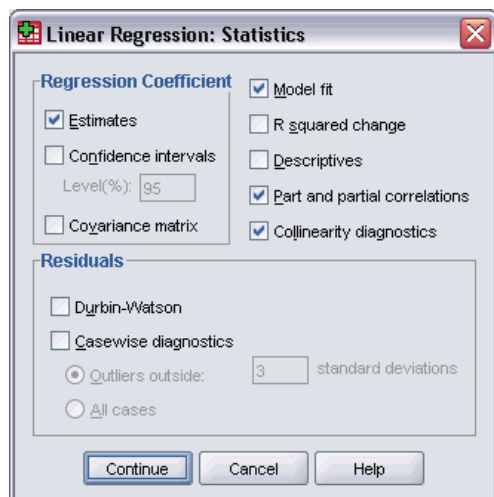 Linear Regression: Statistics
Regression Coefficient
Estimates
Confidence intervals
Level(%): 95
Covariance matrix
Model fit
R squared change
Descriptives
Part and partial correlations
Collinearity diagnostics
Residuals
Durbin-Watson
Casewise diagnostics
Outliers outside: 3 standard deviations
All cases
Continue Cancel Help